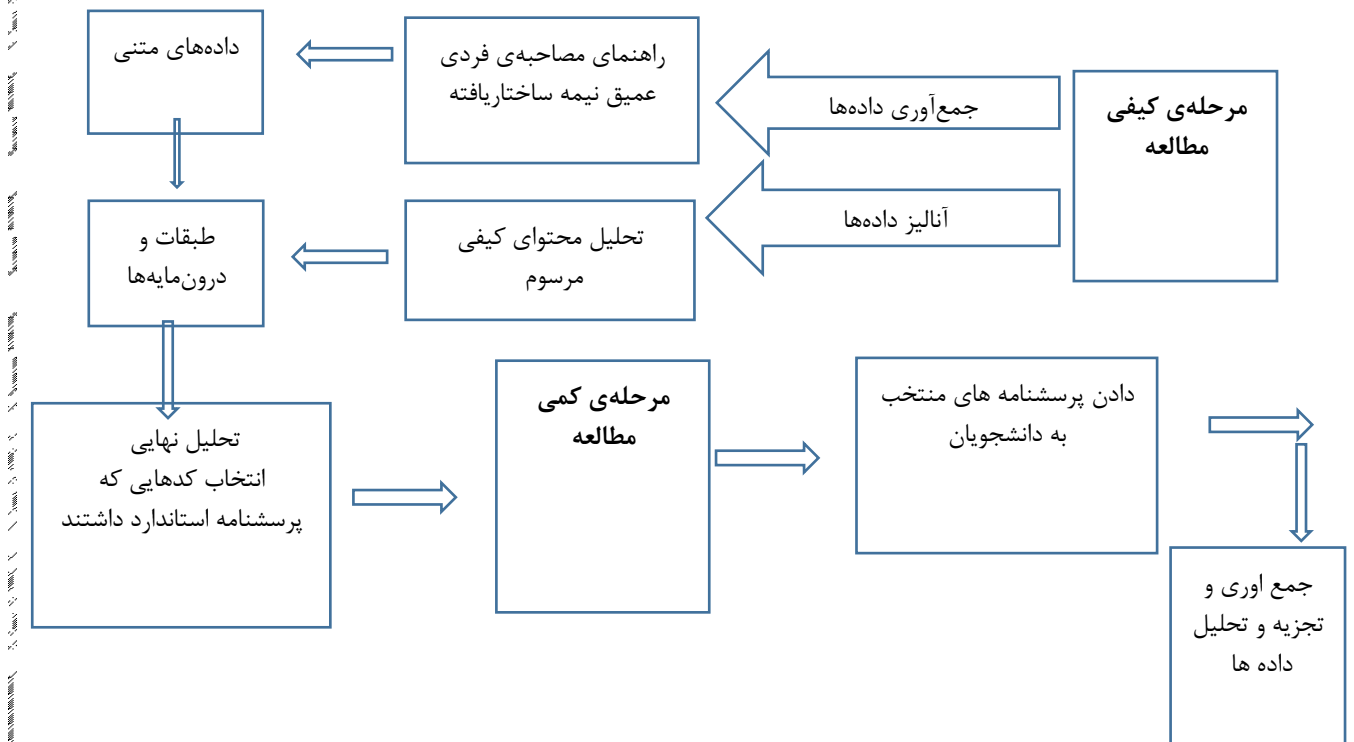 مرحله‌ی کیفی
مطالعه
جمع‌آوری داده‌ها
راهنمای مصاحبه‌ی فردی
عمیق نیمه ساختاریافته
داده‌های متنی
آنالیز داده‌ها
تحلیل محتوای کیفی
مرسوم
طبقات و
درون‌مایه‌ها
تحلیل نهایی
انتخاب کدهایی که
پرسشنامه استاندارد داشتند
مرحله‌ی کمی
مطالعه
دادن پرسشنامه های منتخب
به دانشجویان
جمع اوری و
تجزیه و تحلیل
داده ها